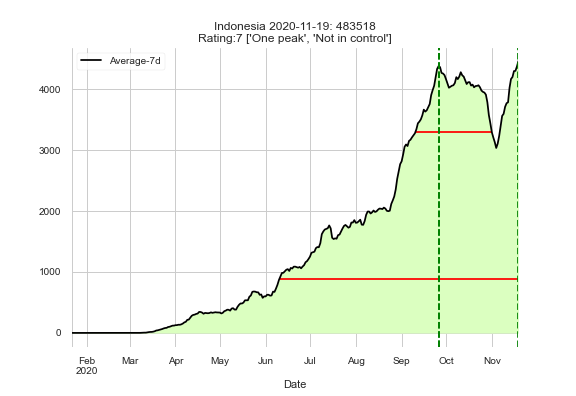 Indonesia 2020-11-19: 483518
Rating:7 ['One peak', 'Not in control']
Average-7d
4000
3000
2000
1000
0
Feb Mar Apr May Jun Jul Aug Sep Oct Nov
2020
Date